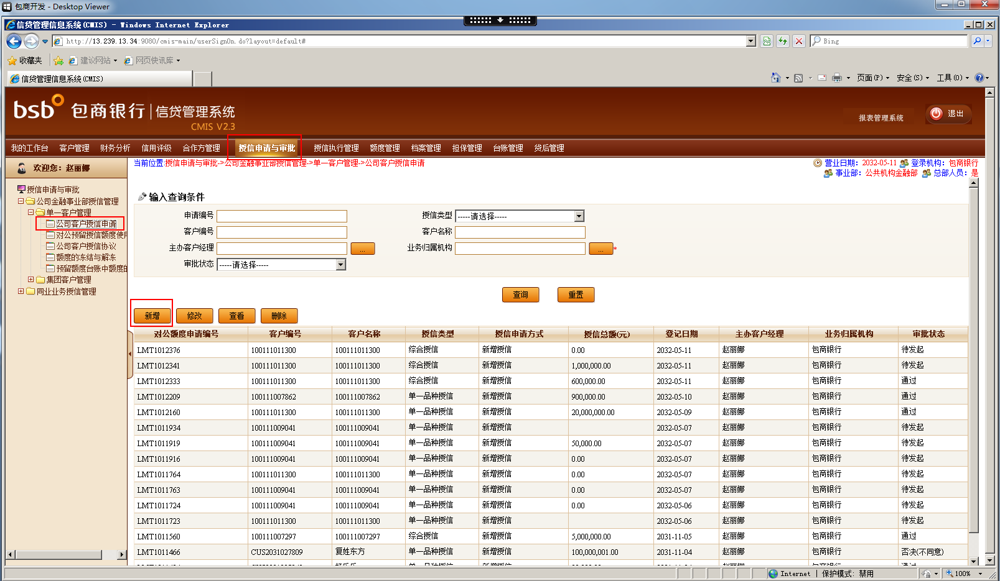 包商开发 - Desktop Viewer
信贷管理信息系统(CMIS) - Windows Internet Explorer
http://13.239.13.34:9080/cmis-main/userSignOn.do?layout=default#
Bing
收藏夹 建议网站 网页快讯库
信贷管理信息系统(CMIS)
页面(P) 安全(S) 工具(O)
bsb 包商银行 信贷管理系统
CMIS V2.3
报表管理系统 退出
我的工作台 客户管理 财务分析 信用评级 合作方管理 授信申请与审批 授信执行管理 额度管理 档案管理 担保管理 台账管理 贷后管理
欢迎您：赵丽娜
当前位置:授信申请与审批->公司金融事业部授信管理->单一客户管理->公司客户授信申请
营业日期：2032-05-11 登录机构：包商银行
事业部：公共机构金融部 总部人员：是
授信申请与审批
公司金融事业部授信管理
单一客户管理
公司客户授信申请
对公预留授信额度使用
公司客户授信协议
额度的冻结与解冻
预留额度台账中额度的
集团客户管理
同业业务授信管理
输入查询条件
申请编号 授信类型 -----请选择-----
客户编号 客户名称
主办客户经理 ... 业务归属机构 ... *
审批状态 -----请选择-----
查询 重置
新增 修改 查看 删除
对公额度申请编号 客户编号 客户名称 授信类型 授信申请方式 授信总额(元) 登记日期 主办客户经理 业务归属机构 审批状态
LMT1012376 100111011300 100111011300 综合授信 新增授信 0.00 2032-05-11 赵丽娜 包商银行 待发起
LMT1012341 100111011300 100111011300 综合授信 新增授信 1,000,000.00 2032-05-11 赵丽娜 包商银行 待发起
LMT1012333 100111011300 100111011300 综合授信 新增授信 600,000.00 2032-05-11 赵丽娜 包商银行 通过
LMT1012209 100111007862 100111007862 单一品种授信 新增授信 900,000.00 2032-05-10 赵丽娜 包商银行 通过
LMT1012160 100111011300 100111011300 单一品种授信 新增授信 20,000,000.00 2032-05-09 赵丽娜 包商银行 通过
LMT1011934 100111009041 100111009041 单一品种授信 新增授信 2032-05-07 赵丽娜 包商银行 待发起
LMT1011919 100111009041 100111009041 单一品种授信 新增授信 50,000.00 2032-05-07 赵丽娜 包商银行 待发起
LMT1011916 100111009041 100111009041 单一品种授信 新增授信 0.00 2032-05-07 赵丽娜 包商银行 待发起
LMT1011764 100111011300 100111011300 单一品种授信 新增授信 0.00 2032-05-07 赵丽娜 包商银行 待发起
LMT1011763 100111009041 100111009041 单一品种授信 新增授信 0.00 2032-05-07 赵丽娜 包商银行 待发起
LMT1011724 100111009041 100111009041 单一品种授信 新增授信 0.00 2032-05-06 赵丽娜 包商银行 待发起
LMT1011723 100111011300 100111011300 单一品种授信 新增授信 2032-05-06 赵丽娜 包商银行 待发起
LMT1011560 100111007297 100111007297 综合授信 新增授信 5,000,000.00 2031-11-05 赵丽娜 包商银行 通过
LMT1011466 CUS2031027809 复姓东方 单一品种授信 新增授信 100,000,001.00 2031-11-04 赵丽娜 包商银行 否决(不同意)
Internet | 保护模式: 禁用 100%